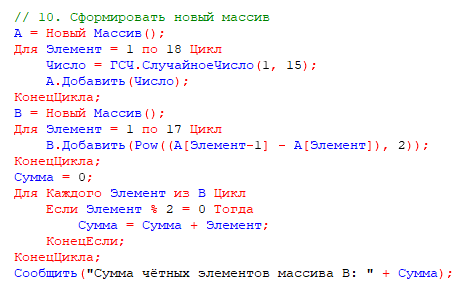 // 10. Сформировать новый массив
А = Новый Массив();
Для Элемент = 1 по 18 Цикл
Число = ГСЧ.СлучайноеЧисло(1, 15);
А.Добавить(Число);
КонецЦикла;
В = Новый Массив();
Для Элемент = 1 по 17 Цикл
В.Добавить(Pow((А[Элемент-1] - А[Элемент]), 2));
КонецЦикла;
Сумма = 0;
Для Каждого Элемент из В Цикл
Если Элемент % 2 = 0 Тогда
Сумма = Сумма + Элемент;
КонецЕсли;
КонецЦикла;
Сообщить("Сумма чётных элементов массива В: " + Сумма);